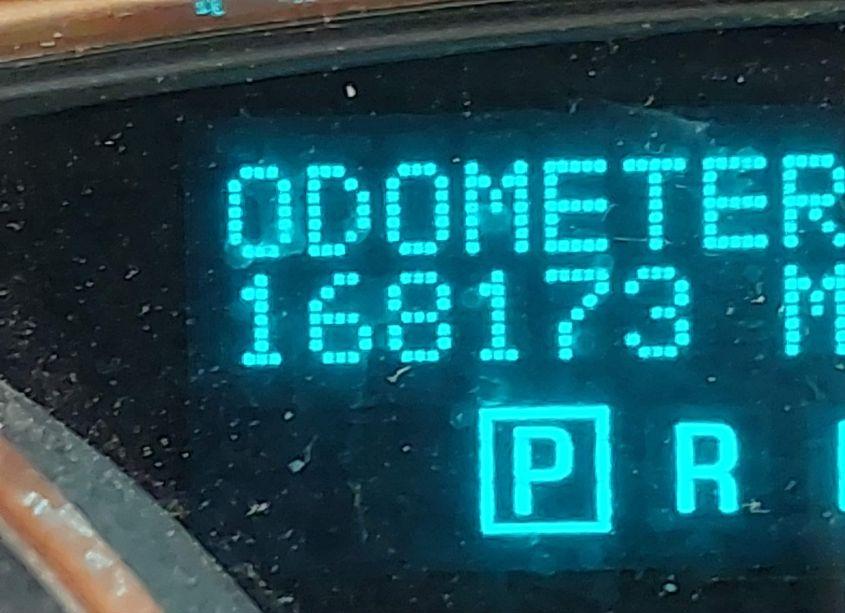 ODOMETER
168173 M
P R